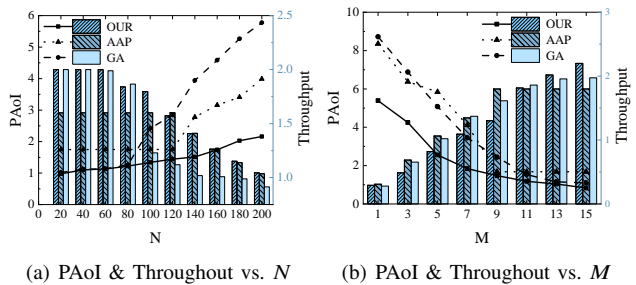 6
5
4
3
2
1
0
PAoI
OUR
AAP
GA
2.5
2.0
1.5
1.0
Throughput
0 20 40 60 80 100 120 140 160 180 200
N
(a) PAoI & Throughout vs. N
10
8
6
4
2
0
PAoI
OUR
AAP
GA
3
2
1
0
Throughput
1 3 5 7 9 11 13 15
M
(b) PAoI & Throughout vs. M